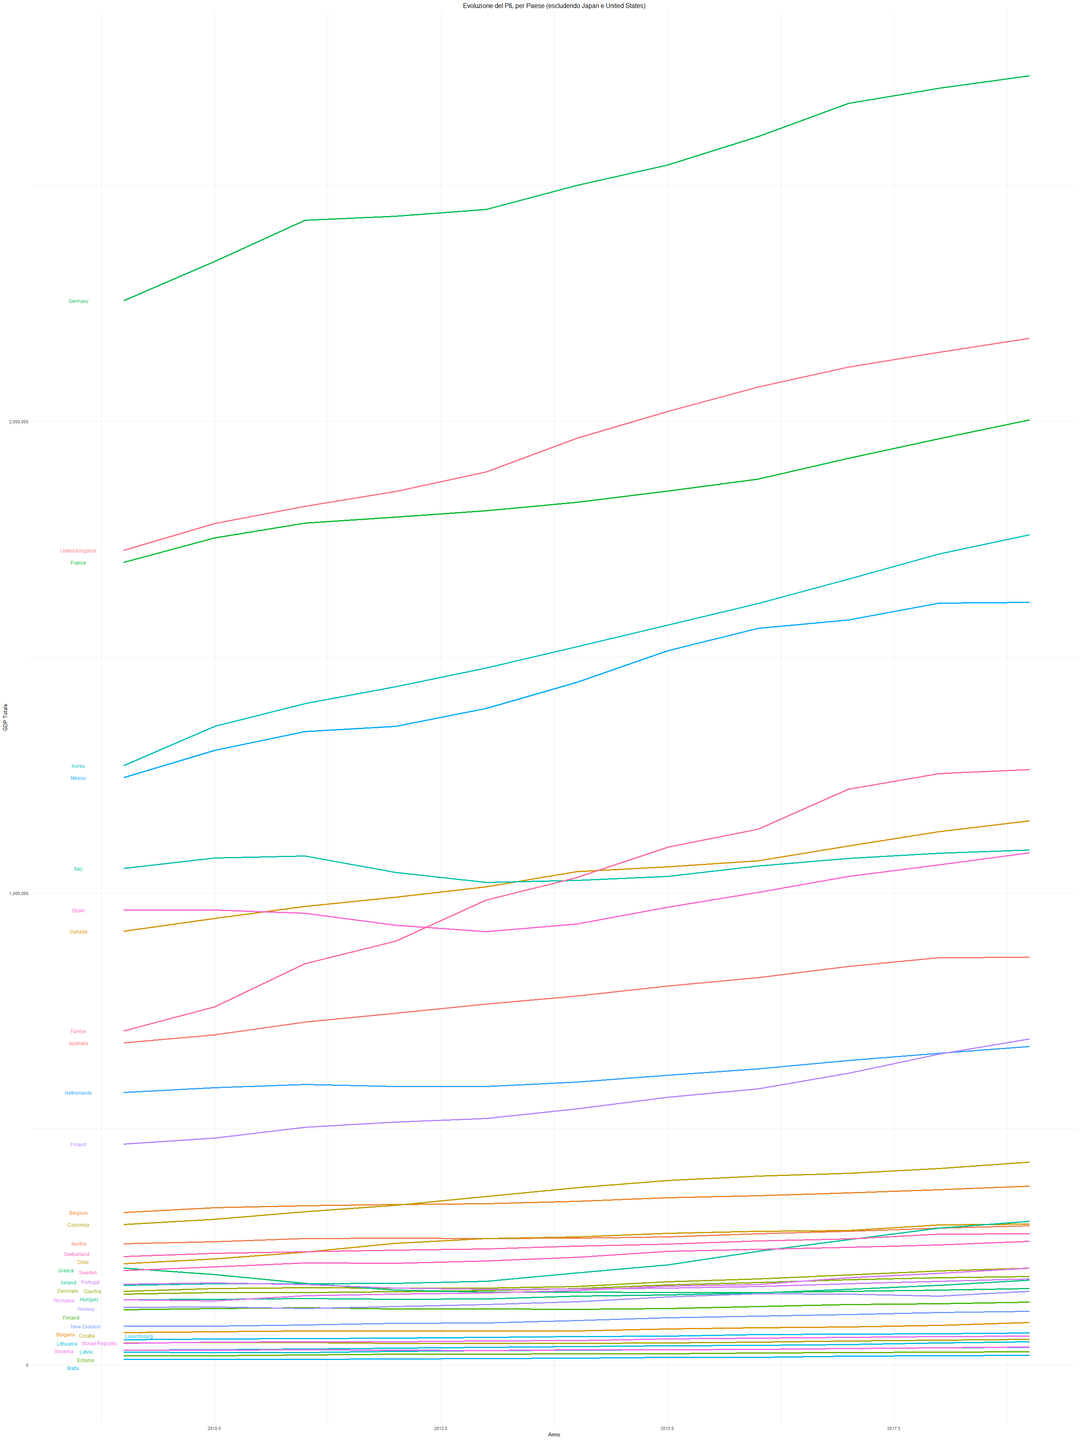 Evoluzione del PIL per Paese (escludendo Japan e United States)
Germany
2,000,000
United Kingdom
France
GDP Totale
Korea
Mexico
Italy
1,000,000
Spain
Canada
Türkiye
Australia
Netherlands
Poland
Belgium
Colombia
Austria
Switzerland
Chile
Greece Sweden
Ireland Portugal
Denmark Czechia
Romania Hungary
Norway
Finland
New Zealand
Bulgaria Croatia Luxembourg
Lithuania Slovak Republic
Slovenia Latvia
Estonia
Malta
0
2010.0 2012.5 2015.0 2017.5
Anno